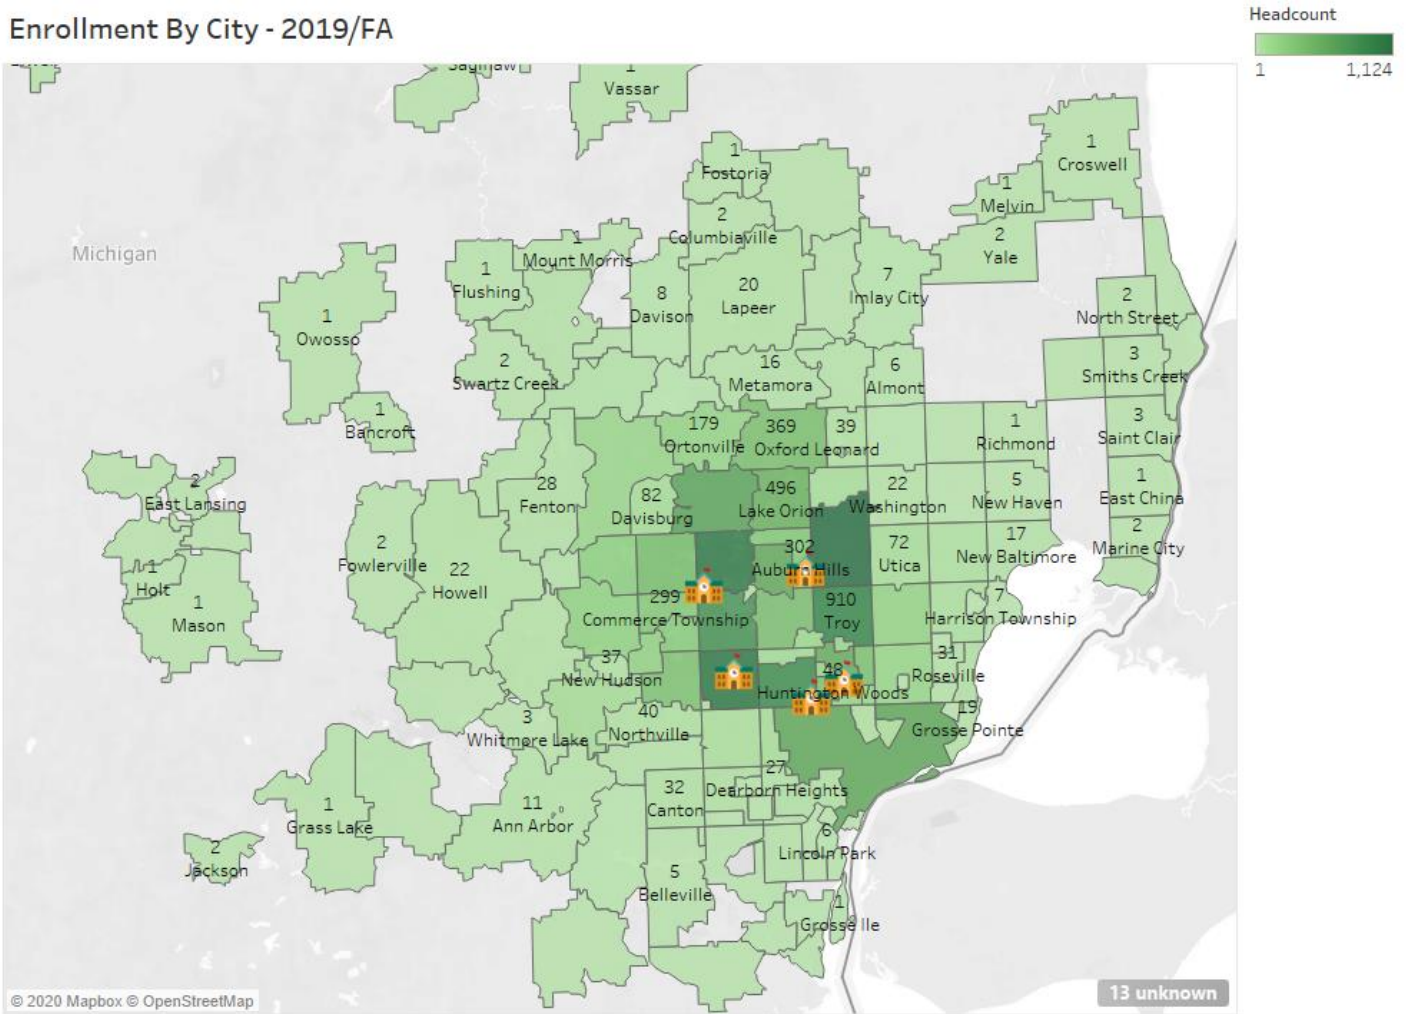 Enrollment By City - 2019/FA
Headcount
1
1,124
Saginaw
1
Vassar
1
Croswell
1
Fostoria
1
Melvin
2
Columbiaville
2
Yale
Michigan
1
Mount Morris
1
Flushing
8
Davison
20
Lapeer
7
Imlay City
2
North Street
1
Owosso
2
Swartz Creek
16
Metamora
6
Almont
3
Smiths Creek
1
Bancroft
179
Ortonville
369
Oxford
39
Leonard
1
Richmond
3
Saint Clair
2
East Lansing
28
Fenton
82
Davisburg
496
Lake Orion
22
Washington
5
New Haven
1
East China
2
Fowlerville
22
Howell
302
Auburn Hills
72
Utica
17
New Baltimore
2
Marine City
1
Holt
1
Mason
299
Commerce Township
910
Troy
7
Harrison Township
37
New Hudson
48
Huntington Woods
31
Roseville
3
Whitmore Lake
40
Northville
19
Grosse Pointe
1
Grass Lake
11
Ann Arbor
32
Canton
27
Dearborn Heights
2
Jackson
6
Lincoln Park
5
Belleville
1
Grosse Ile
© 2020 Mapbox © OpenStreetMap
13 unknown